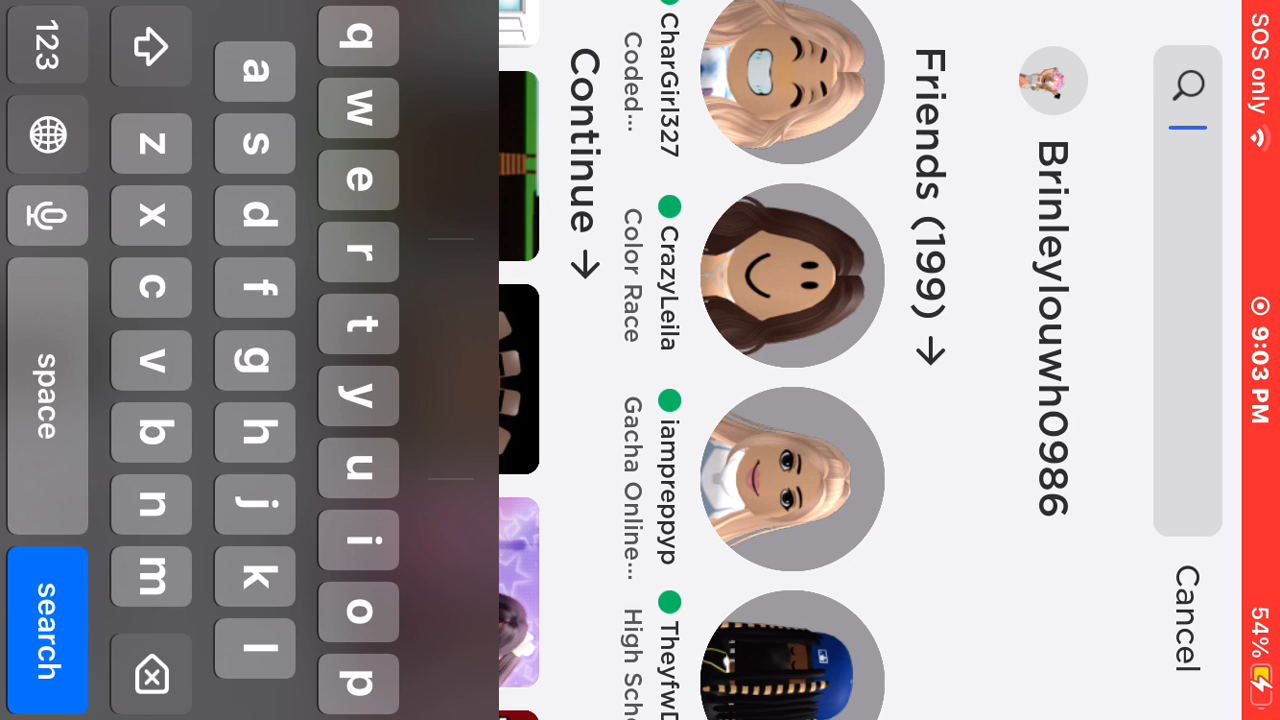 SOS only 9:03 PM 54%
Cancel
Brinleylouwh0986
Friends (199) →
CharGirl327 CrazyLeila iampreppyp
Coded... Color Race Gacha Online...
Continue →
q w e r t y u i o p
a s d f g h j k l
z x c v b n m
123 space search